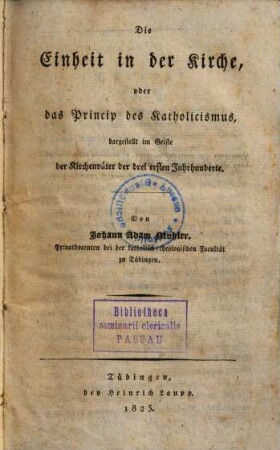 Die
Einheit in der Kirche,
oder
das Princip des Katholicismus,
dargestellt im Geiste
der Kirchenväter der drei ersten Jahrhunderte.
Von
Johann Adam Möhler,
Privatdocenten bei der katholisch-theologischen Facultät
zu Tübingen.
Bibliotheca
seminarii clericalis
PASSAU
Tübingen,
bey Heinrich Laupp.
1825.